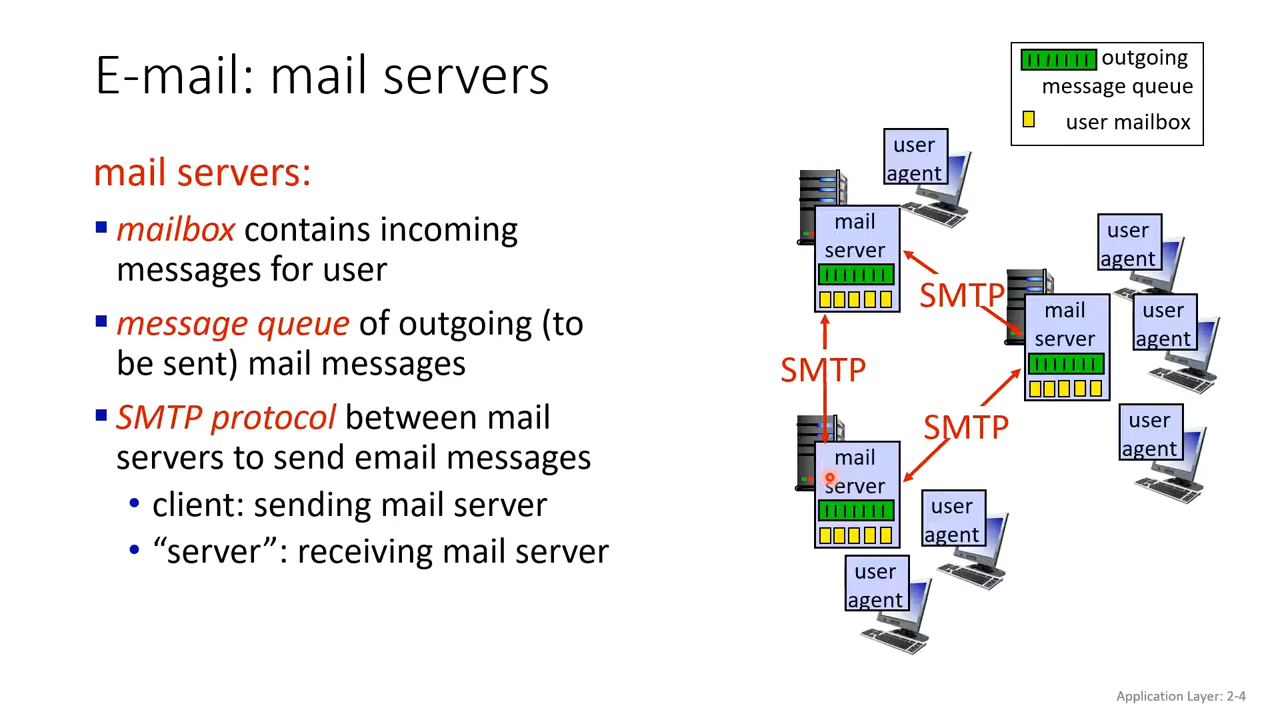 E-mail: mail servers
mail servers:
mailbox contains incoming
messages for user
message queue of outgoing (to
be sent) mail messages
SMTP protocol between mail
servers to send email messages
client: sending mail server
“server”: receiving mail server
outgoing
message queue
user mailbox
user
agent
mail
server
SMTP
user
agent
mail
server
user
agent
SMTP
SMTP
user
agent
mail
server
user
agent
user
agent
Application Layer: 2-4